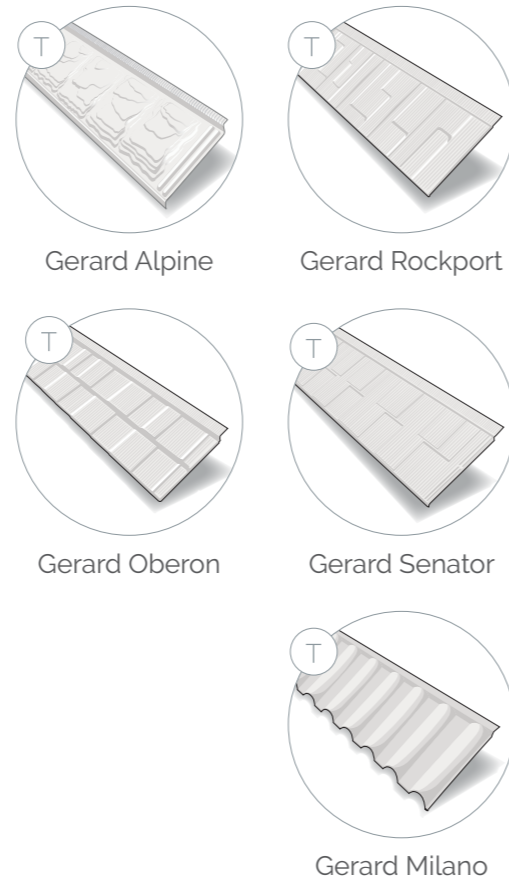 T
T
Gerard Alpine
Gerard Rockport
T
T
Gerard Oberon
Gerard Senator
T
Gerard Milano